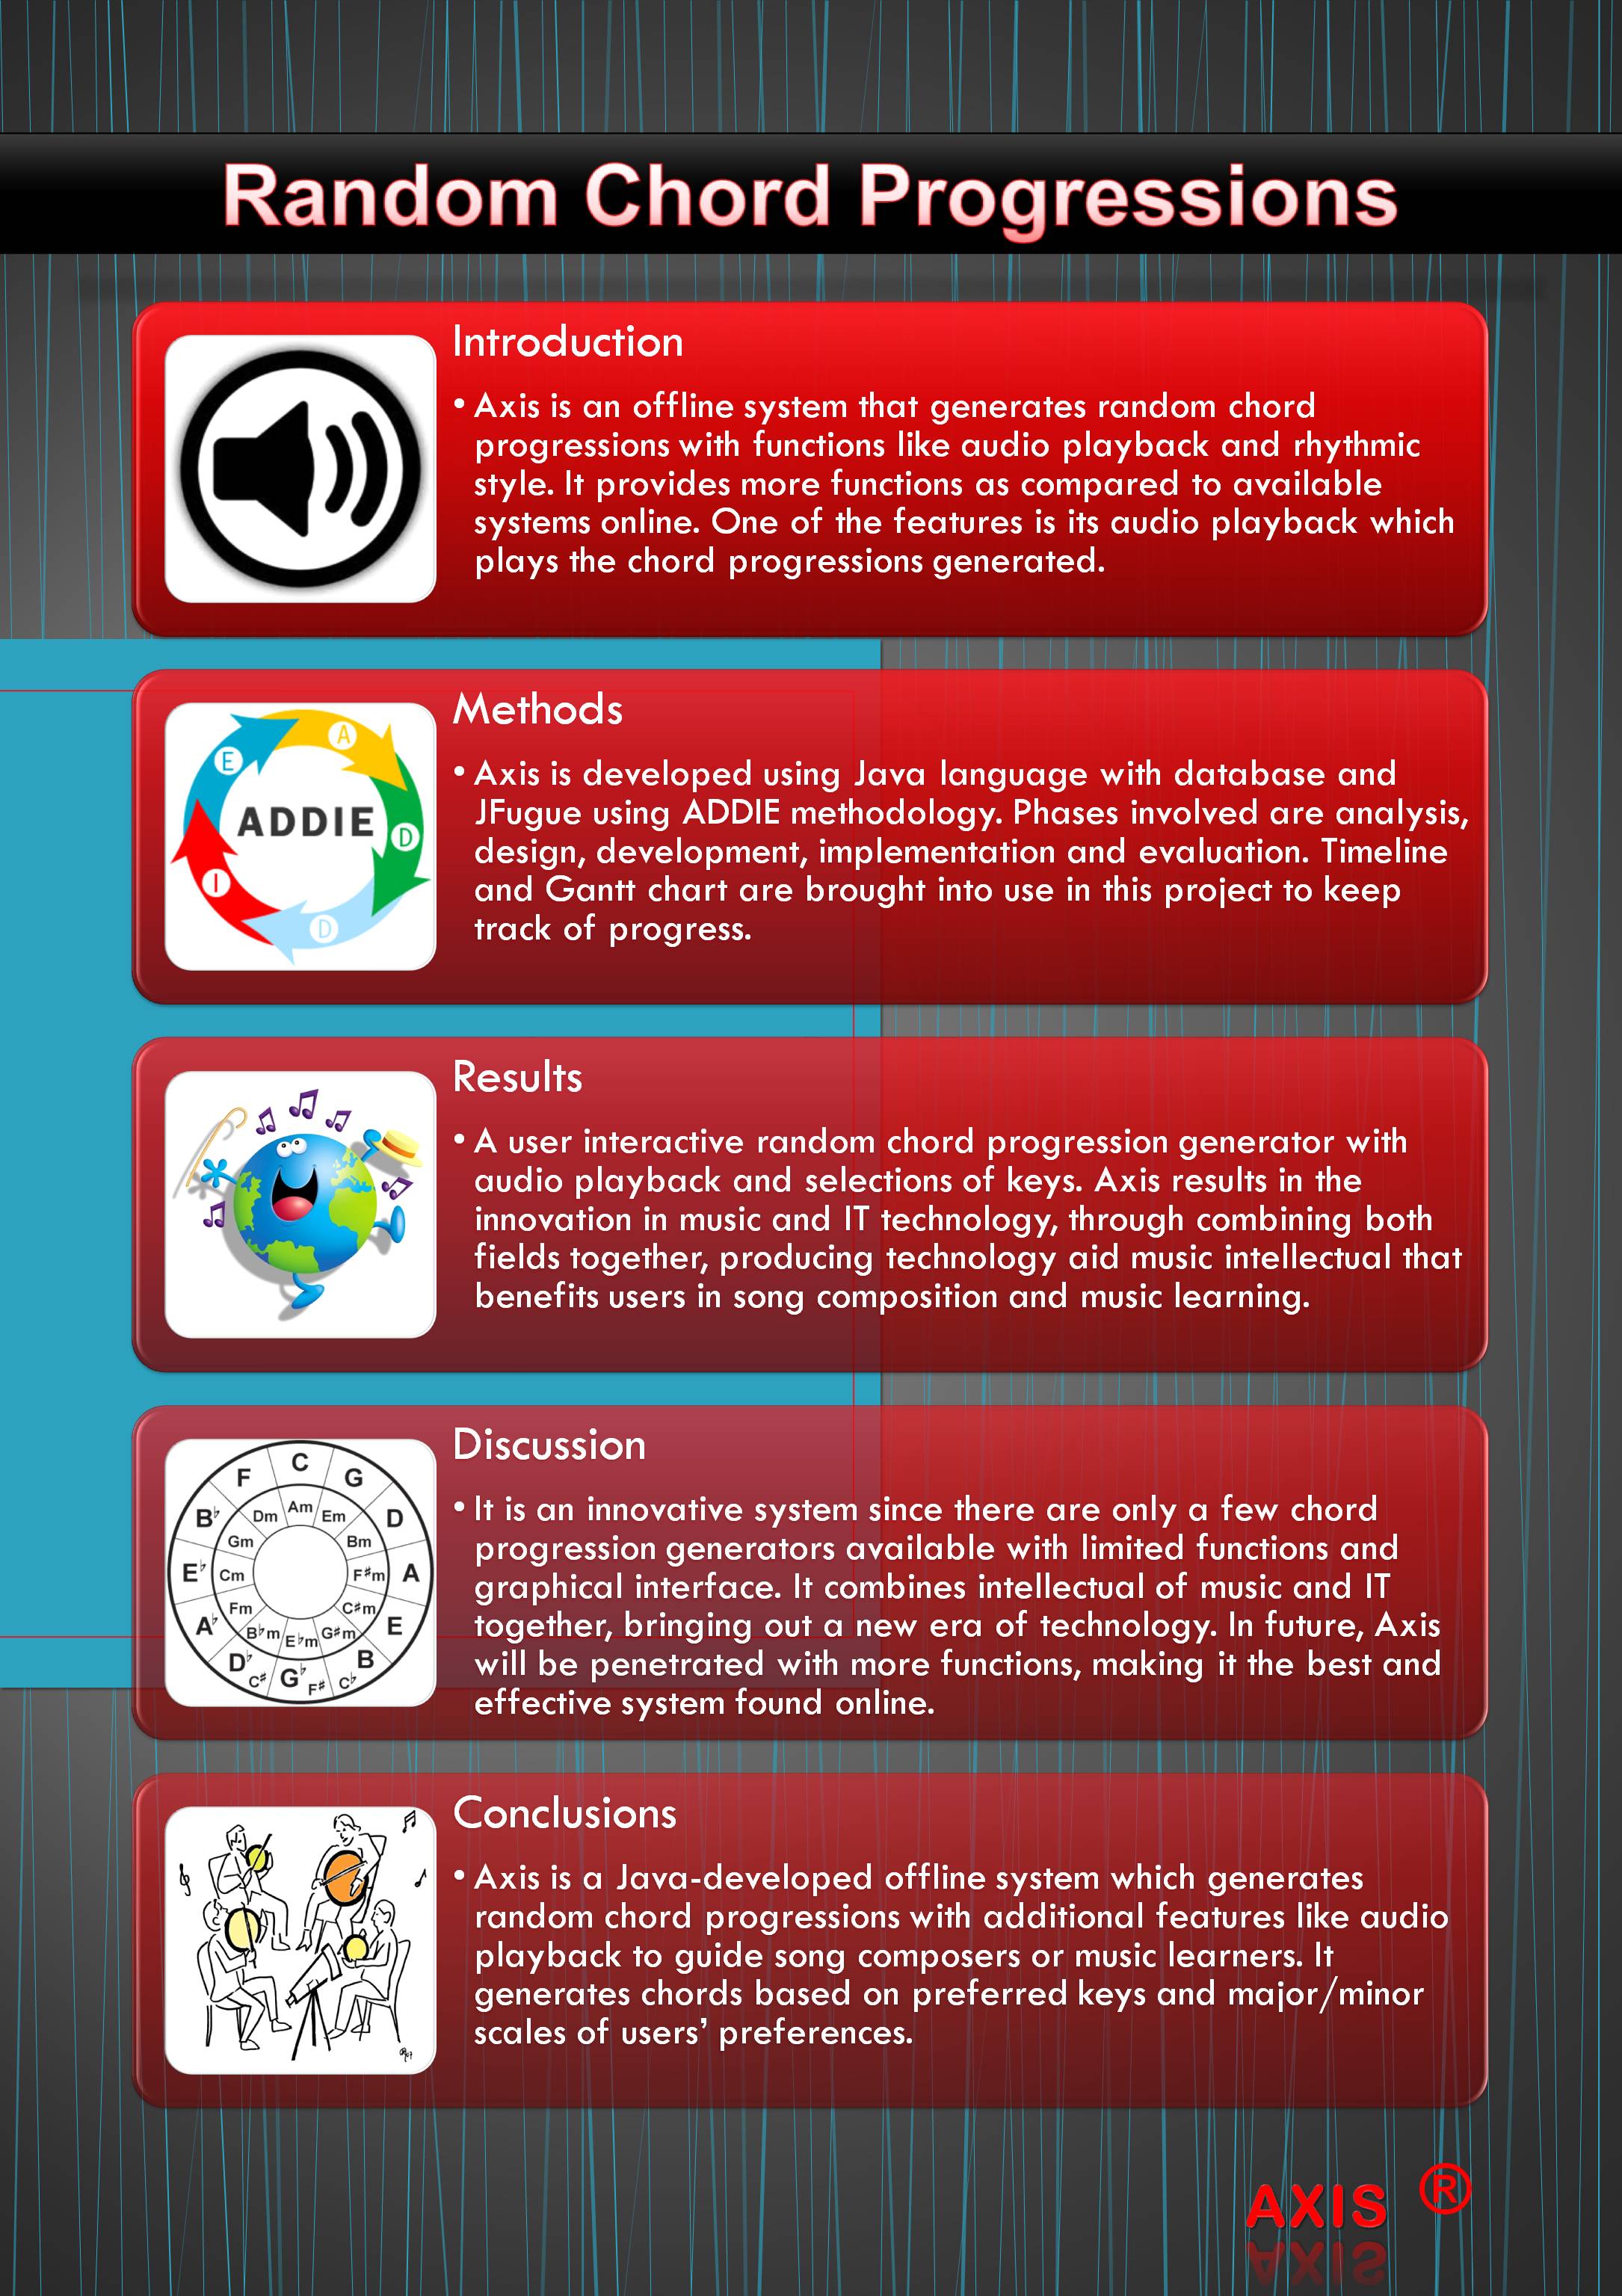 Random Chord Progressions
Introduction
• Axis is an offline system that generates random chord
progressions with functions like audio playback and rhythmic
style. It provides more functions as compared to available
systems online. One of the features is its audio playback which
plays the chord progressions generated.
Methods
• Axis is developed using Java language with database and
JFugue using ADDIE methodology. Phases involved are analysis,
design, development, implementation and evaluation. Timeline
and Gantt chart are brought into use in this project to keep
track of progress.
A
E
ADDIE
D
I
D
Results
• A user interactive random chord progression generator with
audio playback and selections of keys. Axis results in the
innovation in music and IT technology, through combining both
fields together, producing technology aid music intellectual that
benefits users in song composition and music learning.
Discussion
• It is an innovative system since there are only a few chord
progression generators available with limited functions and
graphical interface. It combines intellectual of music and IT
together, bringing out a new era of technology. In future, Axis
will be penetrated with more functions, making it the best and
effective system found online.
C
F G
B♭ D
Dm Am Em
Gm Bm
E♭ Cm F#m A
Fm C#m
A♭ E
B♭m E♭m G#m
D♭ B
C# G♭ F# C♭
Conclusions
• Axis is a Java-developed offline system which generates
random chord progressions with additional features like audio
playback to guide song composers or music learners. It
generates chords based on preferred keys and major/minor
scales of users’ preferences.
AXIS ®